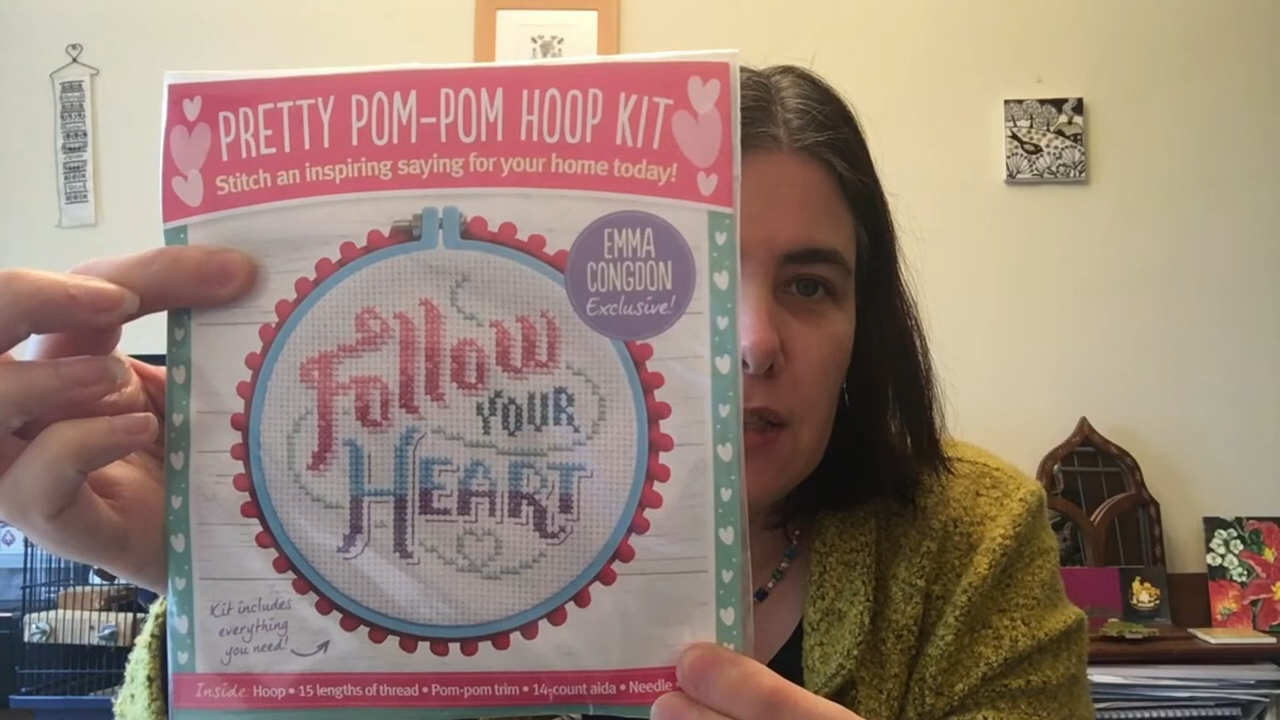 PRETTY POM-POM HOOP KIT
Stitch an inspiring saying for your home today!
EMMA
CONGDON
Exclusive!
Follow
YOUR
HEART
Kit includes
everything
you need!
Inside: Hoop • 15 lengths of thread • Pom-pom trim • 14-count aida • Needle